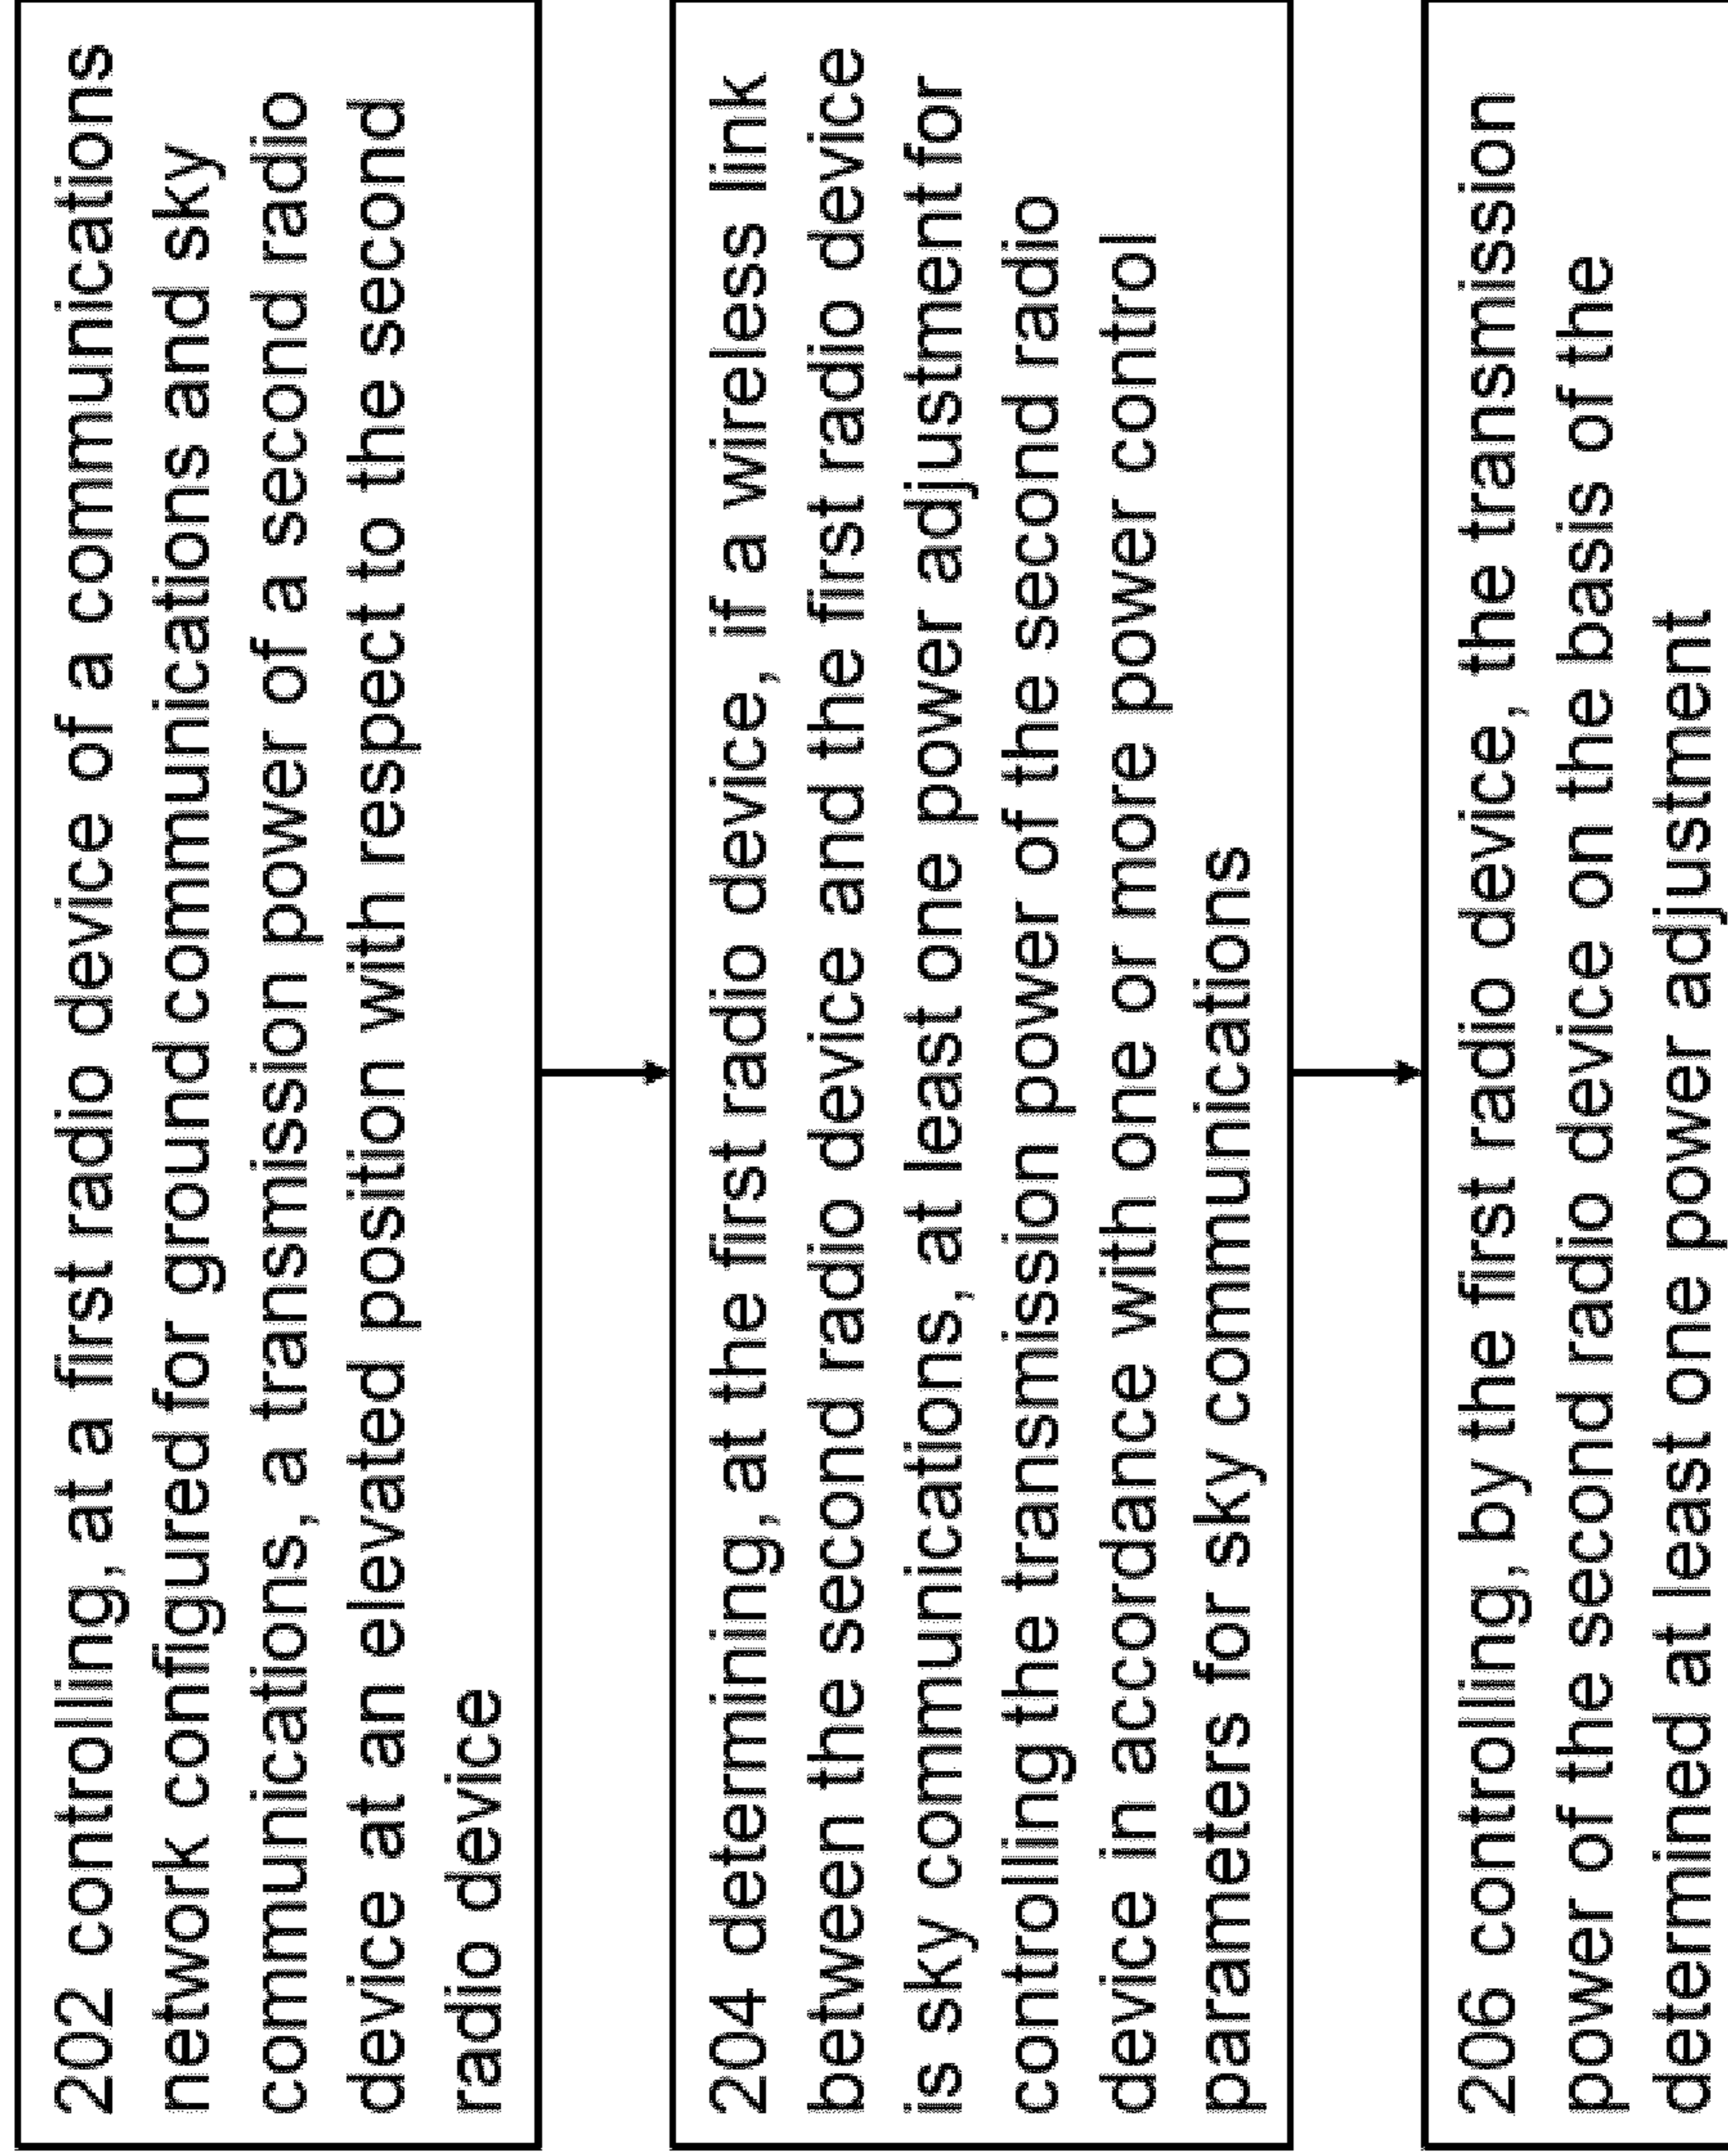 202 controlling, at a first radio device of a communications
network configured for ground communications and sky
communications, a transmission power of a second radio
device at an elevated position with respect to the second
radio device
204 determining, at the first radio device, if a wireless link
between the second radio device and the first radio device
is sky communications, at least one power adjustment for
controlling the transmission power of the second radio
device in accordance with one or more power control
parameters for sky communications
206 controlling, by the first radio device, the transmission
power of the second radio device on the basis of the
determined at least one power adjustment